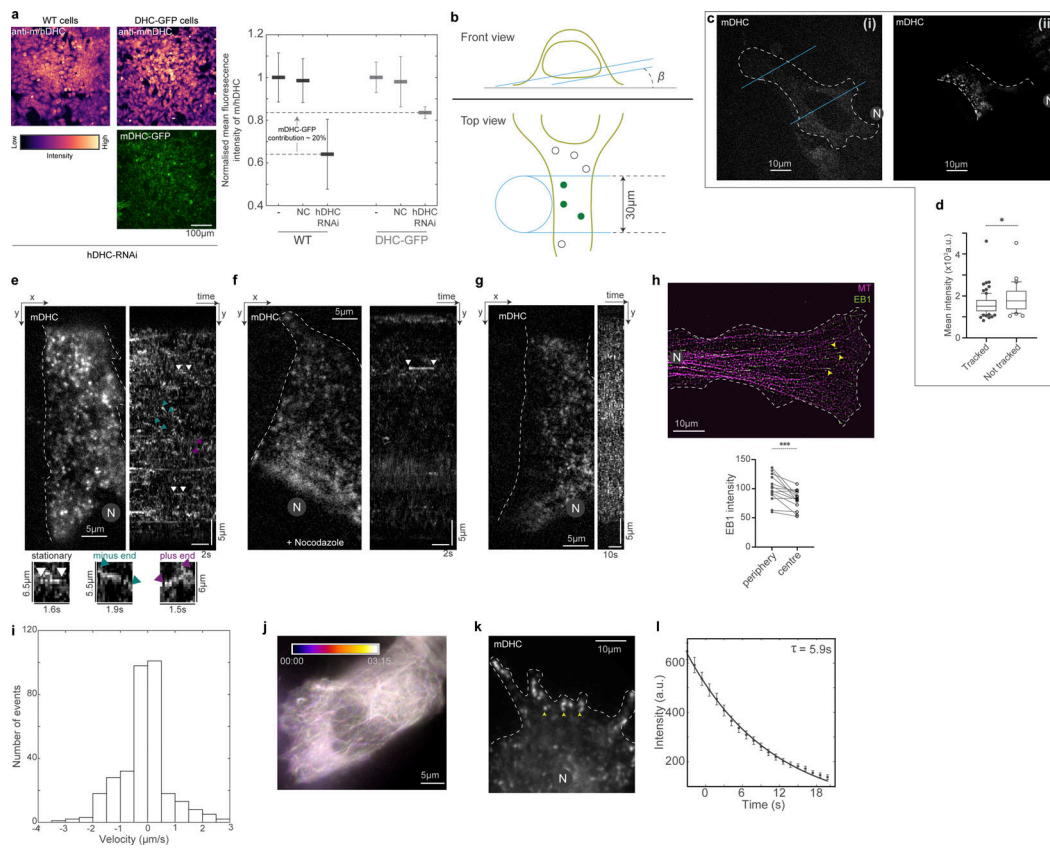 a
WT cells
DHC-GFP cells
anti-m/hDHC
anti-m/hDHC
Low
High
Intensity
mDHC-GFP
100µm
hDHC-RNAi
Normalised mean fluorescence
intensity of m/hDHC
1.4
1.2
1
0.8
0.6
0.4
mDHC-GFP
contribution ~ 20%
-
NC
hDHC
RNAi
-
NC
hDHC
RNAi
WT
DHC-GFP
b
Front view
β
Top view
30µm
c
mDHC
(i)
N
10µm
mDHC
(ii)
N
10µm
d
*
Mean intensity (x10³a.u.)
4
2
0
Tracked
Not tracked
e
x
y
mDHC
N
5µm
time
y
2s
5µm
stationary
6.5µm
1.6s
minus end
5.5µm
1.9s
plus end
6µm
1.5s
f
x
y
mDHC
5µm
N
+ Nocodazole
time
y
2s
5µm
g
x
y
mDHC
N
5µm
time
y
10s
5µm
h
MT
EB1
N
10µm
***
EB1 intensity
150
100
50
0
periphery
centre
i
Number of events
120
80
40
0
-4
-3
-2
-1
0
1
2
3
Velocity (µm/s)
j
00:00
03:15
5µm
k
mDHC
10µm
N
l
τ = 5.9s
Intensity (a.u.)
600
400
200
0
6
12
18
Time (s)